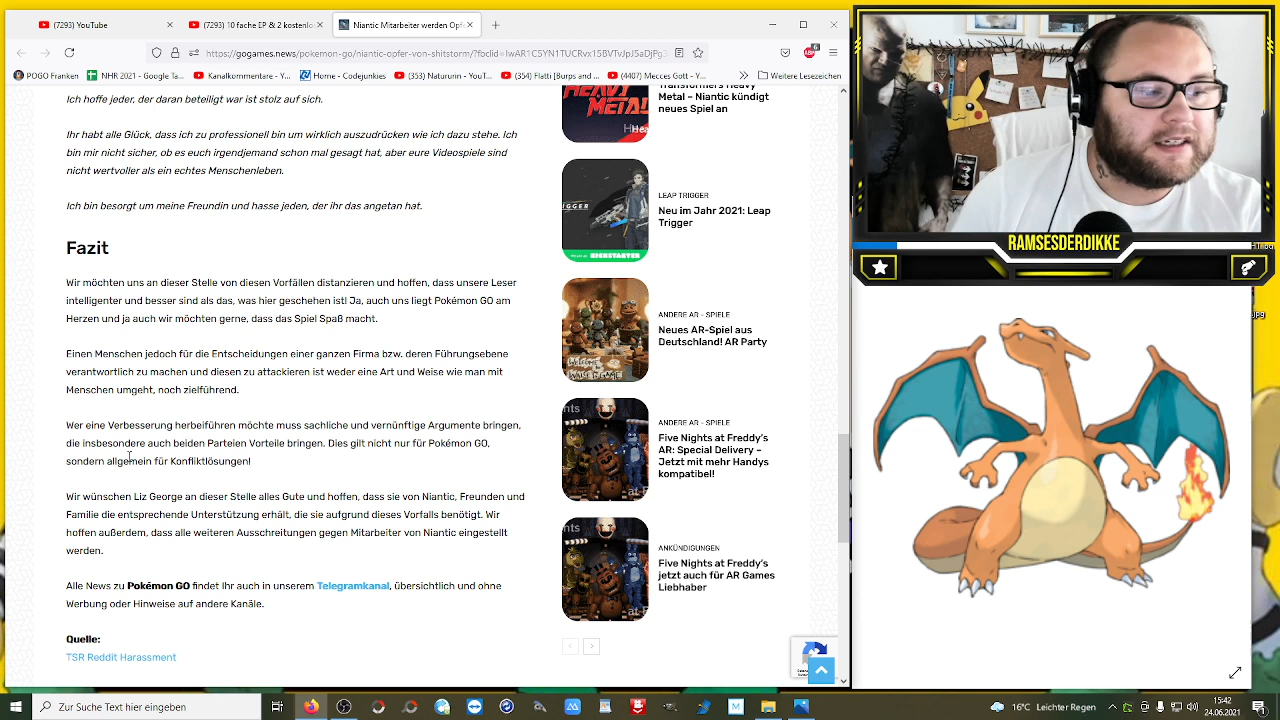 (7293) YouTube
(7293) 10 fache EP & 2 kostenlo
Niantic Mitarbeiter werden Opf
POGO Franken
NHR 2021 - Google Ta...
Kanalkommentare - Y...
Home - Codehomies
(353) Naturunin - YouT...
(354) Flatti [Burps and ...
(4407) Mecces Gott - Y...
Weitere Lesezeichen
Ich hoffe jeder, der daran beteiligt war ist stolz auf sich.
Ihr habt alle Glück, dass ich zu professionell bin um wirklich auszudrücken wie ich dazu stehe. Ich
bin mir nicht sicher, ob es euch irgendjemand schon mal gesagt hat, aber eure Videospiele sind
nicht wertvoller als ein echtes Menschenleben.
Ich bin besorgt um meine Freundin und hasse jeden, der ihr das angetan hat.
Fazit
Wir möchten uns an dieser Stelle von diesen Vorfällen distanzieren und hoffen, dass unsere Leser
intelligenter und besser sind als das, was hier geschehen ist! Ja, auch uns liegt Pokémon GO am
Herzen und ja auch wir möchten gerne, dass das Spiel Spaß macht.
Einen Menschen jedoch für die Entscheidungen einer ganzen Firma bzw. deren Führungsebene
verantwortlich zu machen und diesen zu attackieren ist weder eine Art und Weise wie man mit
Menschen umgeht, noch zielführend.
Wer eine Verbesserung herbeiführen möchte muss sachliche und vernünftige Argumente bringen,
die insbesondere auch beiden Parteien Vorteile bringen. Dies gilt nicht nur für Pokémon GO,
sondern allgemein für Konfliktlösungen!
Wir wünschen Liz George an dieser Stelle alles Gute und hoffen, dass sie von Niantic, Freunden und
Familie die entsprechende Unterstützung erhält, die sie aufgrund dieses Vorfalls benötigt. Wir
hoffen außerdem, dass alle weiteren Ausschreitungen gegen Mitarbeiter von Niantic eingestellt
werden.
Alle News zu Pokémon GO findet Ihr auch in unserem Telegramkanal, übersichtlich und ohne
Werbung oder Hinweise auf andere Kanäle.
Quelle:
TSR Reddit Harassment
HEAVY
METAL
Transformers Heavy
Metal – Niantic kündigt
neues Spiel an
KICKSTARTER
LEAP TRIGGER
Neu im Jahr 2021: Leap
Trigger
ANDERE AR - SPIELE
Neues AR-Spiel aus
Deutschland! AR Party
ANDERE AR - SPIELE
Five Nights at Freddy's
AR: Special Delivery –
Jetzt mit mehr Handys
kompatibel!
ANKÜNDIGUNGEN
Five Nights at Freddy's
jetzt auch für AR Games
Liebhaber
RAMSESDERDIKKE
Zur Suche Text hier eingeben
16°C Leichter Regen
15:42
24.06.2021